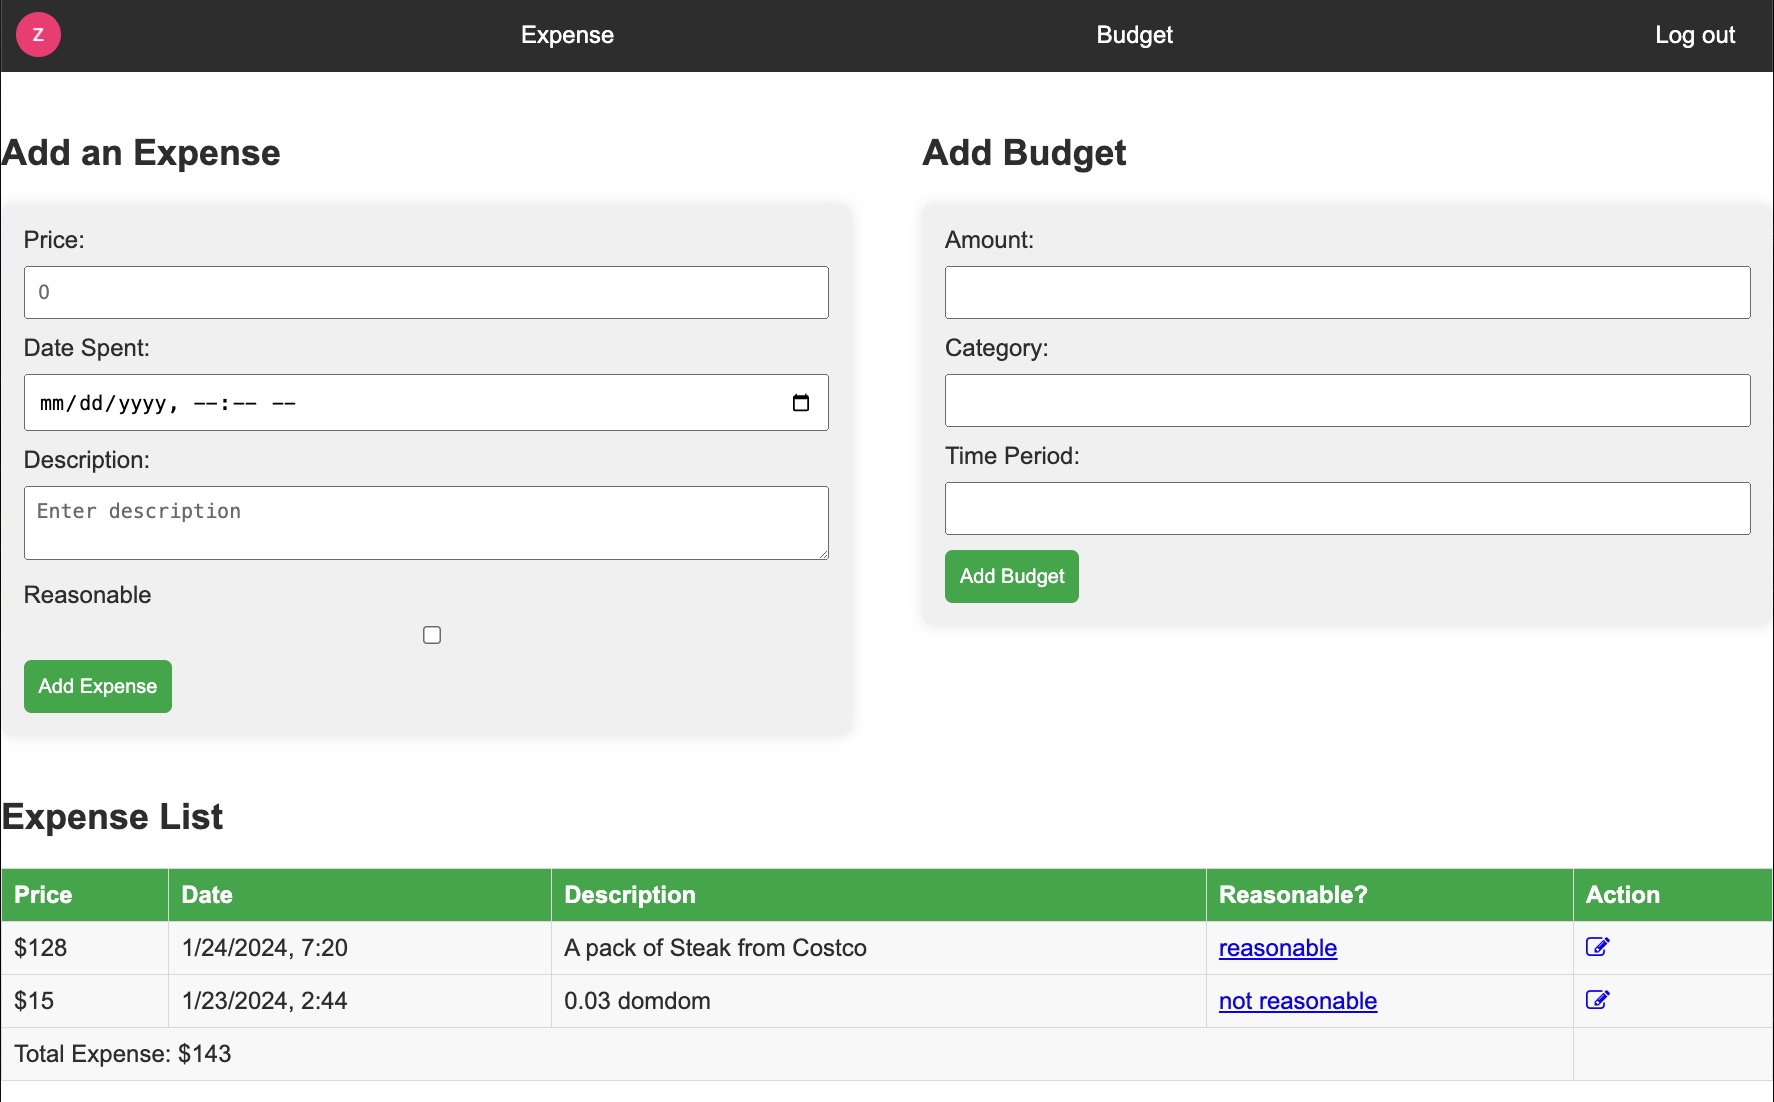 Z Expense Budget Log out
Add an Expense
Price:
0
Date Spent:
mm/dd/yyyy, --:-- --
Description:
Enter description
Reasonable
Add Expense
Add Budget
Amount:
Category:
Time Period:
Add Budget
Expense List
Price Date Description Reasonable? Action
$128 1/24/2024, 7:20 A pack of Steak from Costco reasonable
$15 1/23/2024, 2:44 0.03 domdom not reasonable
Total Expense: $143